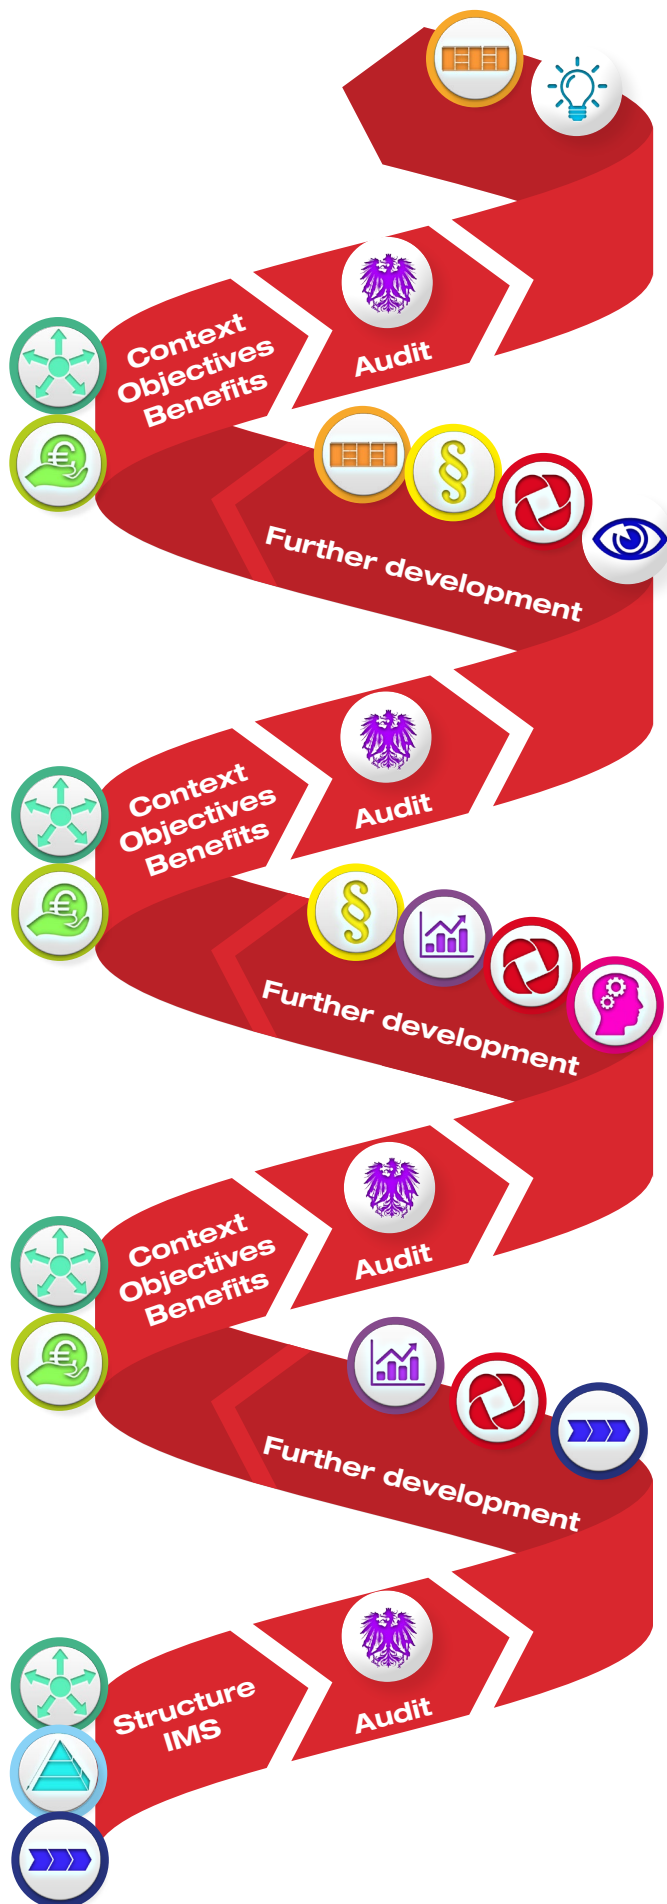 Context
Objectives
Benefits
Audit
Further development
Context
Objectives
Benefits
Audit
Further development
Context
Objectives
Benefits
Audit
Further development
Structure
IMS
Audit